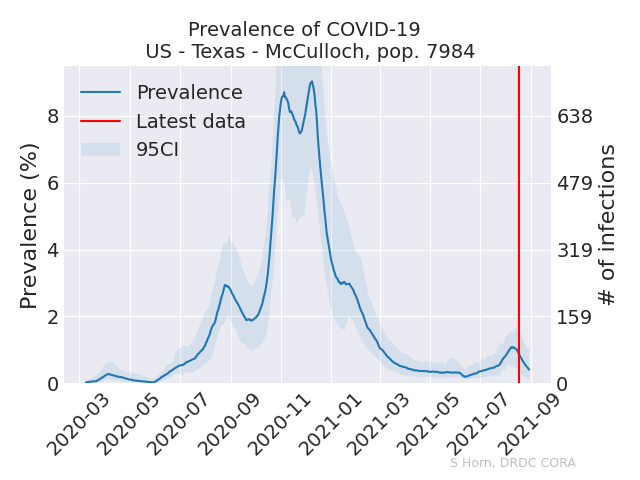 Prevalence of COVID-19
US - Texas - McCulloch, pop. 7984
Prevalence
Latest data
95CI
Prevalence (%)
8
6
4
2
0
638
479
319
159
0
# of infections
2020-03
2020-05
2020-07
2020-09
2020-11
2021-01
2021-03
2021-05
2021-07
2021-09
S Horn, DRDC CORA